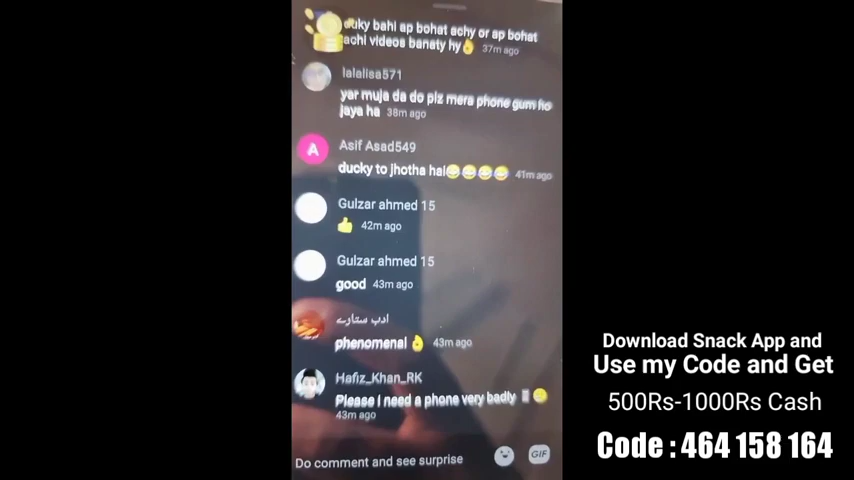 ducky bahi ap bohat achy or ap bohat
achi videos banaty hy👌 37m ago
lalalisa571
yar muja da do plz mera phone gum ho
jaya ha 38m ago
A
Asif Asad549
ducky to jhotha hai😂😂😂😂 41m ago
Gulzar ahmed 15
👍 42m ago
Gulzar ahmed 15
good 43m ago
ادب ستارے
phenomenal 👌 43m ago
Hafiz_Khan_RK
Please I need a phone very badly 📱🙁
43m ago
Do comment and see surprise
GIF
Download Snack App and
Use my Code and Get
500Rs-1000Rs Cash
Code : 464 158 164